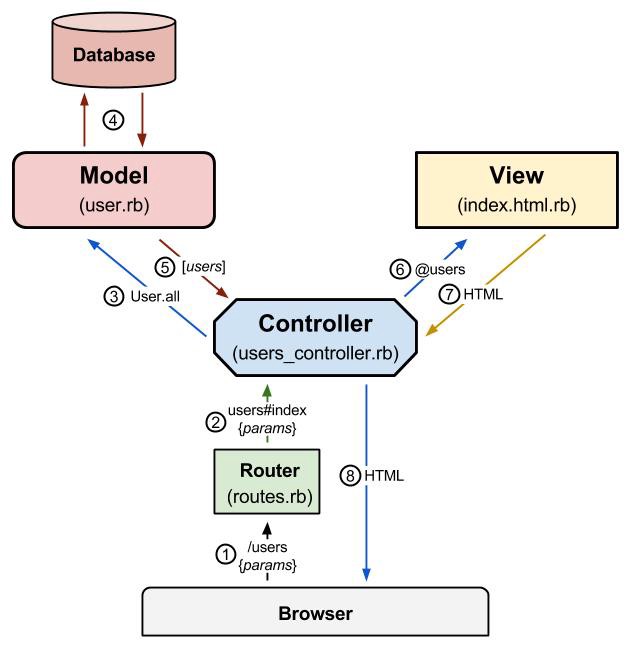 Database
④
Model
(user.rb)
View
(index.html.rb)
⑤ [users]
③ User.all
⑥ @users
⑦ HTML
Controller
(users_controller.rb)
② users#index
{params}
Router
(routes.rb)
⑧ HTML
① /users
{params}
Browser